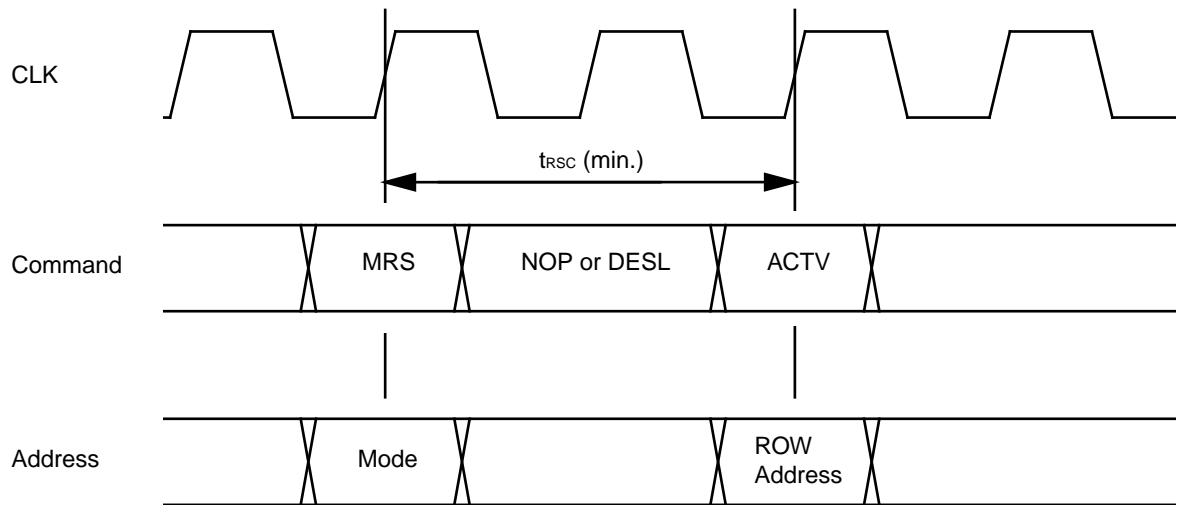 CLK
tRSC (min.)
Command
MRS
NOP or DESL
ACTV
Address
Mode
ROW
Address